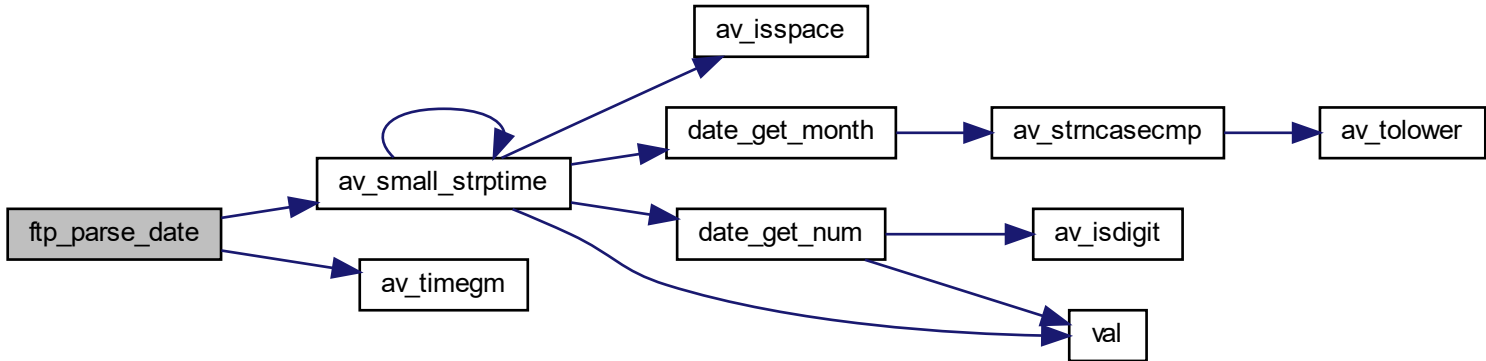 av_isspace
date_get_month
av_strncasecmp
av_tolower
av_small_strptime
ftp_parse_date
date_get_num
av_isdigit
av_timegm
val